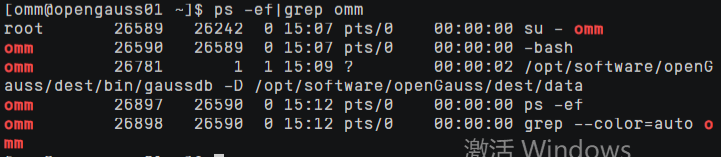 [omm@opengauss01 ~]$ ps -ef|grep omm
root 26589 26242 0 15:07 pts/0 00:00:00 su - omm
omm 26590 26589 0 15:07 pts/0 00:00:00 -bash
omm 26781 1 1 15:09 ? 00:00:02 /opt/software/openG
auss/dest/bin/gaussdb -D /opt/software/openGauss/dest/data
omm 26897 26590 0 15:12 pts/0 00:00:00 ps -ef
omm 26898 26590 0 15:12 pts/0 00:00:00 grep --color=auto o
mm
激活 Windows